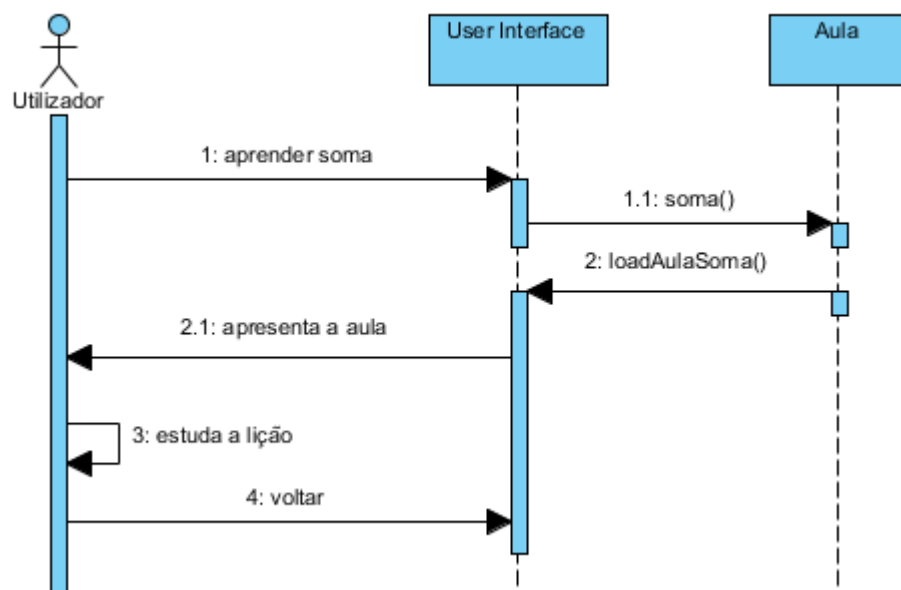 User Interface
Aula
Utilizador
1: aprender soma
1.1: soma()
2: loadAulaSoma()
2.1: apresenta a aula
3: estuda a lição
4: voltar